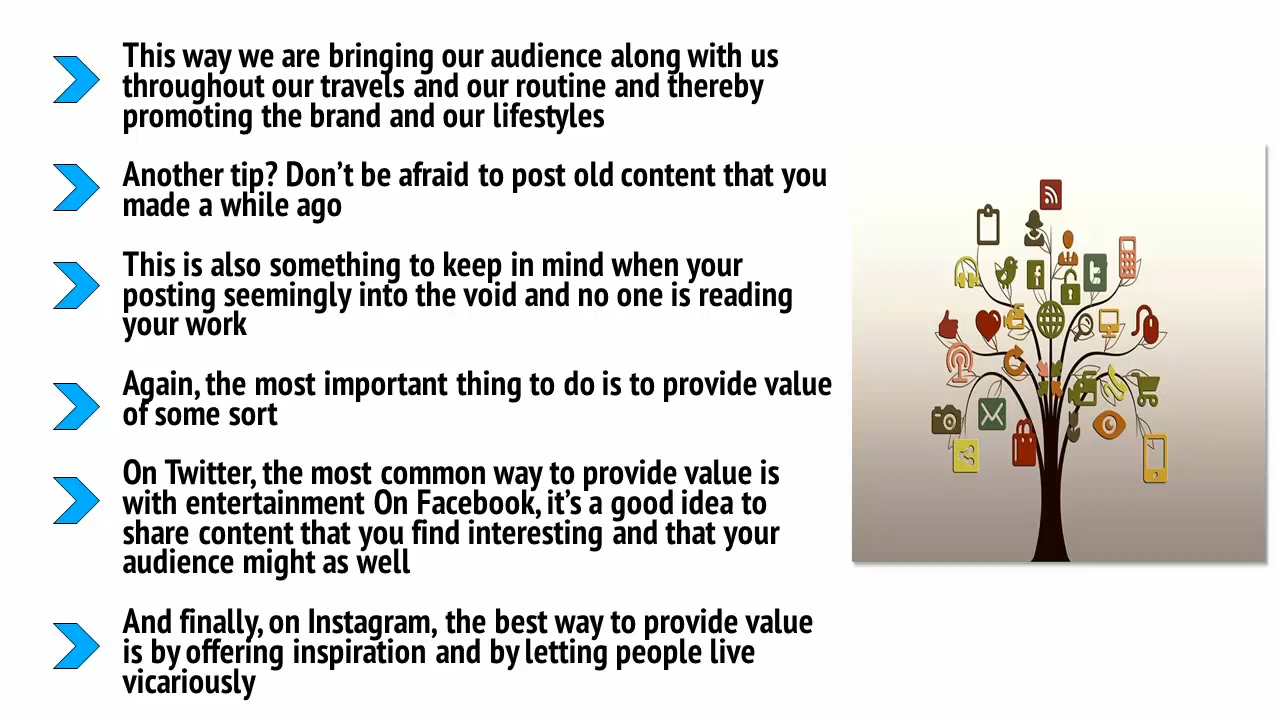 This way we are bringing our audience along with us
throughout our travels and our routine and thereby
promoting the brand and our lifestyles
Another tip? Don’t be afraid to post old content that you
made a while ago
This is also something to keep in mind when your
posting seemingly into the void and no one is reading
your work
Again, the most important thing to do is to provide value
of some sort
On Twitter, the most common way to provide value is
with entertainment On Facebook, it’s a good idea to
share content that you find interesting and that your
audience might as well
And finally, on Instagram, the best way to provide value
is by offering inspiration and by letting people live
vicariously